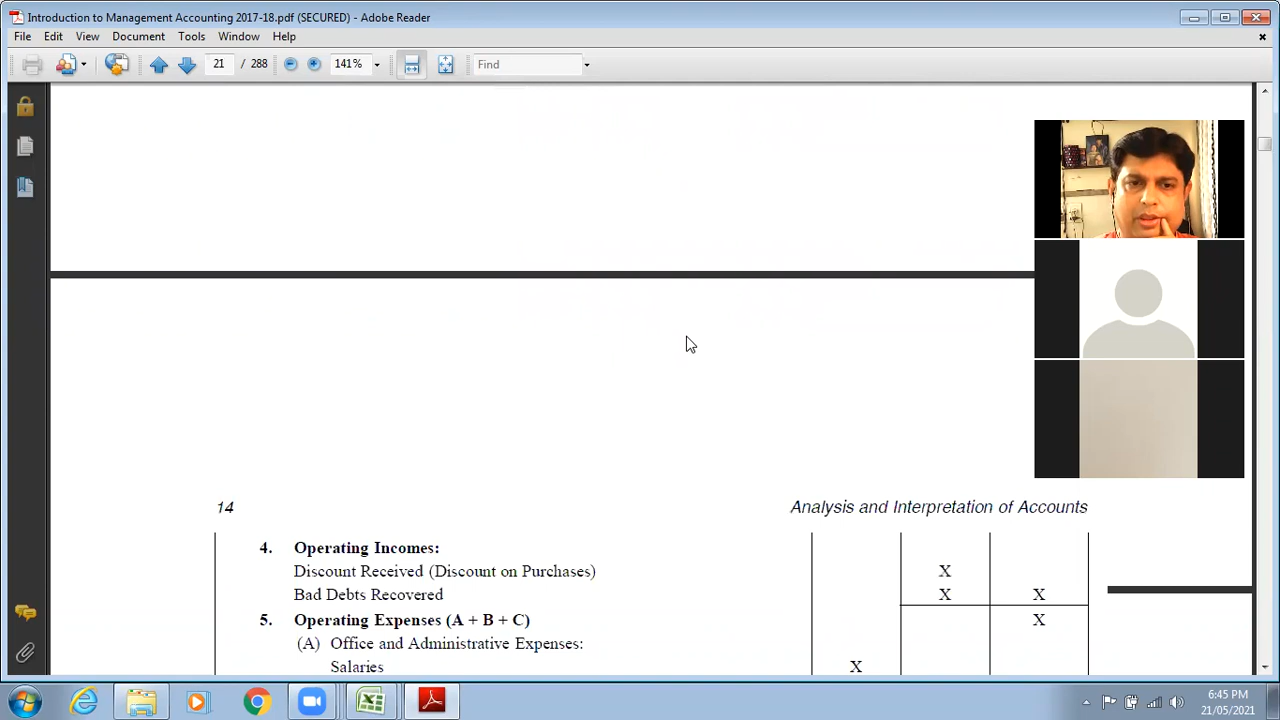 Introduction to Management Accounting 2017-18.pdf (SECURED) - Adobe Reader
File Edit View Document Tools Window Help
21 / 288 141% Find
14 Analysis and Interpretation of Accounts
4. Operating Incomes:
Discount Received (Discount on Purchases) X
Bad Debts Recovered X X
5. Operating Expenses (A + B + C) X
(A) Office and Administrative Expenses:
Salaries X
6:45 PM
21/05/2021